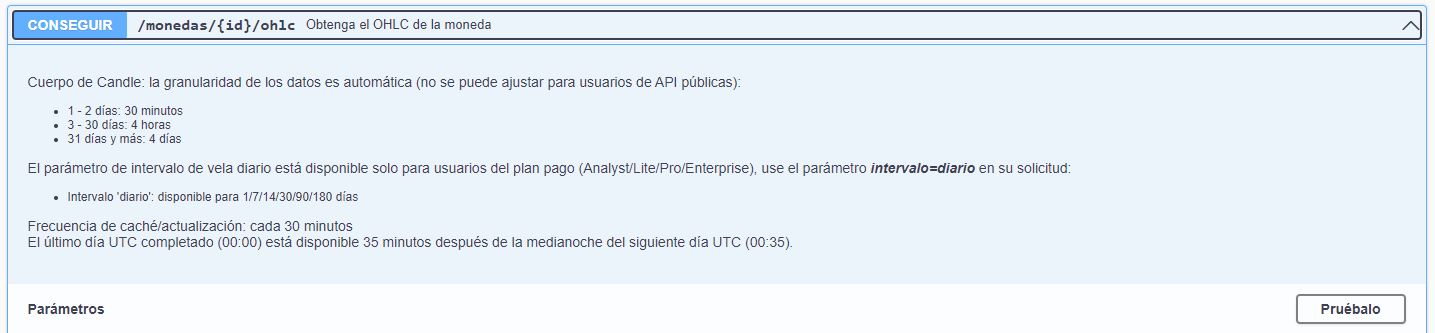 CONSEGUIR /monedas/{id}/ohlc Obtenga el OHLC de la moneda
Cuerpo de Candle: la granularidad de los datos es automática (no se puede ajustar para usuarios de API públicas):
• 1 - 2 días: 30 minutos
• 3 - 30 días: 4 horas
• 31 días y más: 4 días
El parámetro de intervalo de vela diario está disponible solo para usuarios del plan pago (Analyst/Lite/Pro/Enterprise), use el parámetro intervalo=diario en su solicitud:
• Intervalo 'diario': disponible para 1/7/14/30/90/180 días
Frecuencia de caché/actualización: cada 30 minutos
El último día UTC completado (00:00) está disponible 35 minutos después de la medianoche del siguiente día UTC (00:35).
Parámetros Pruébalo